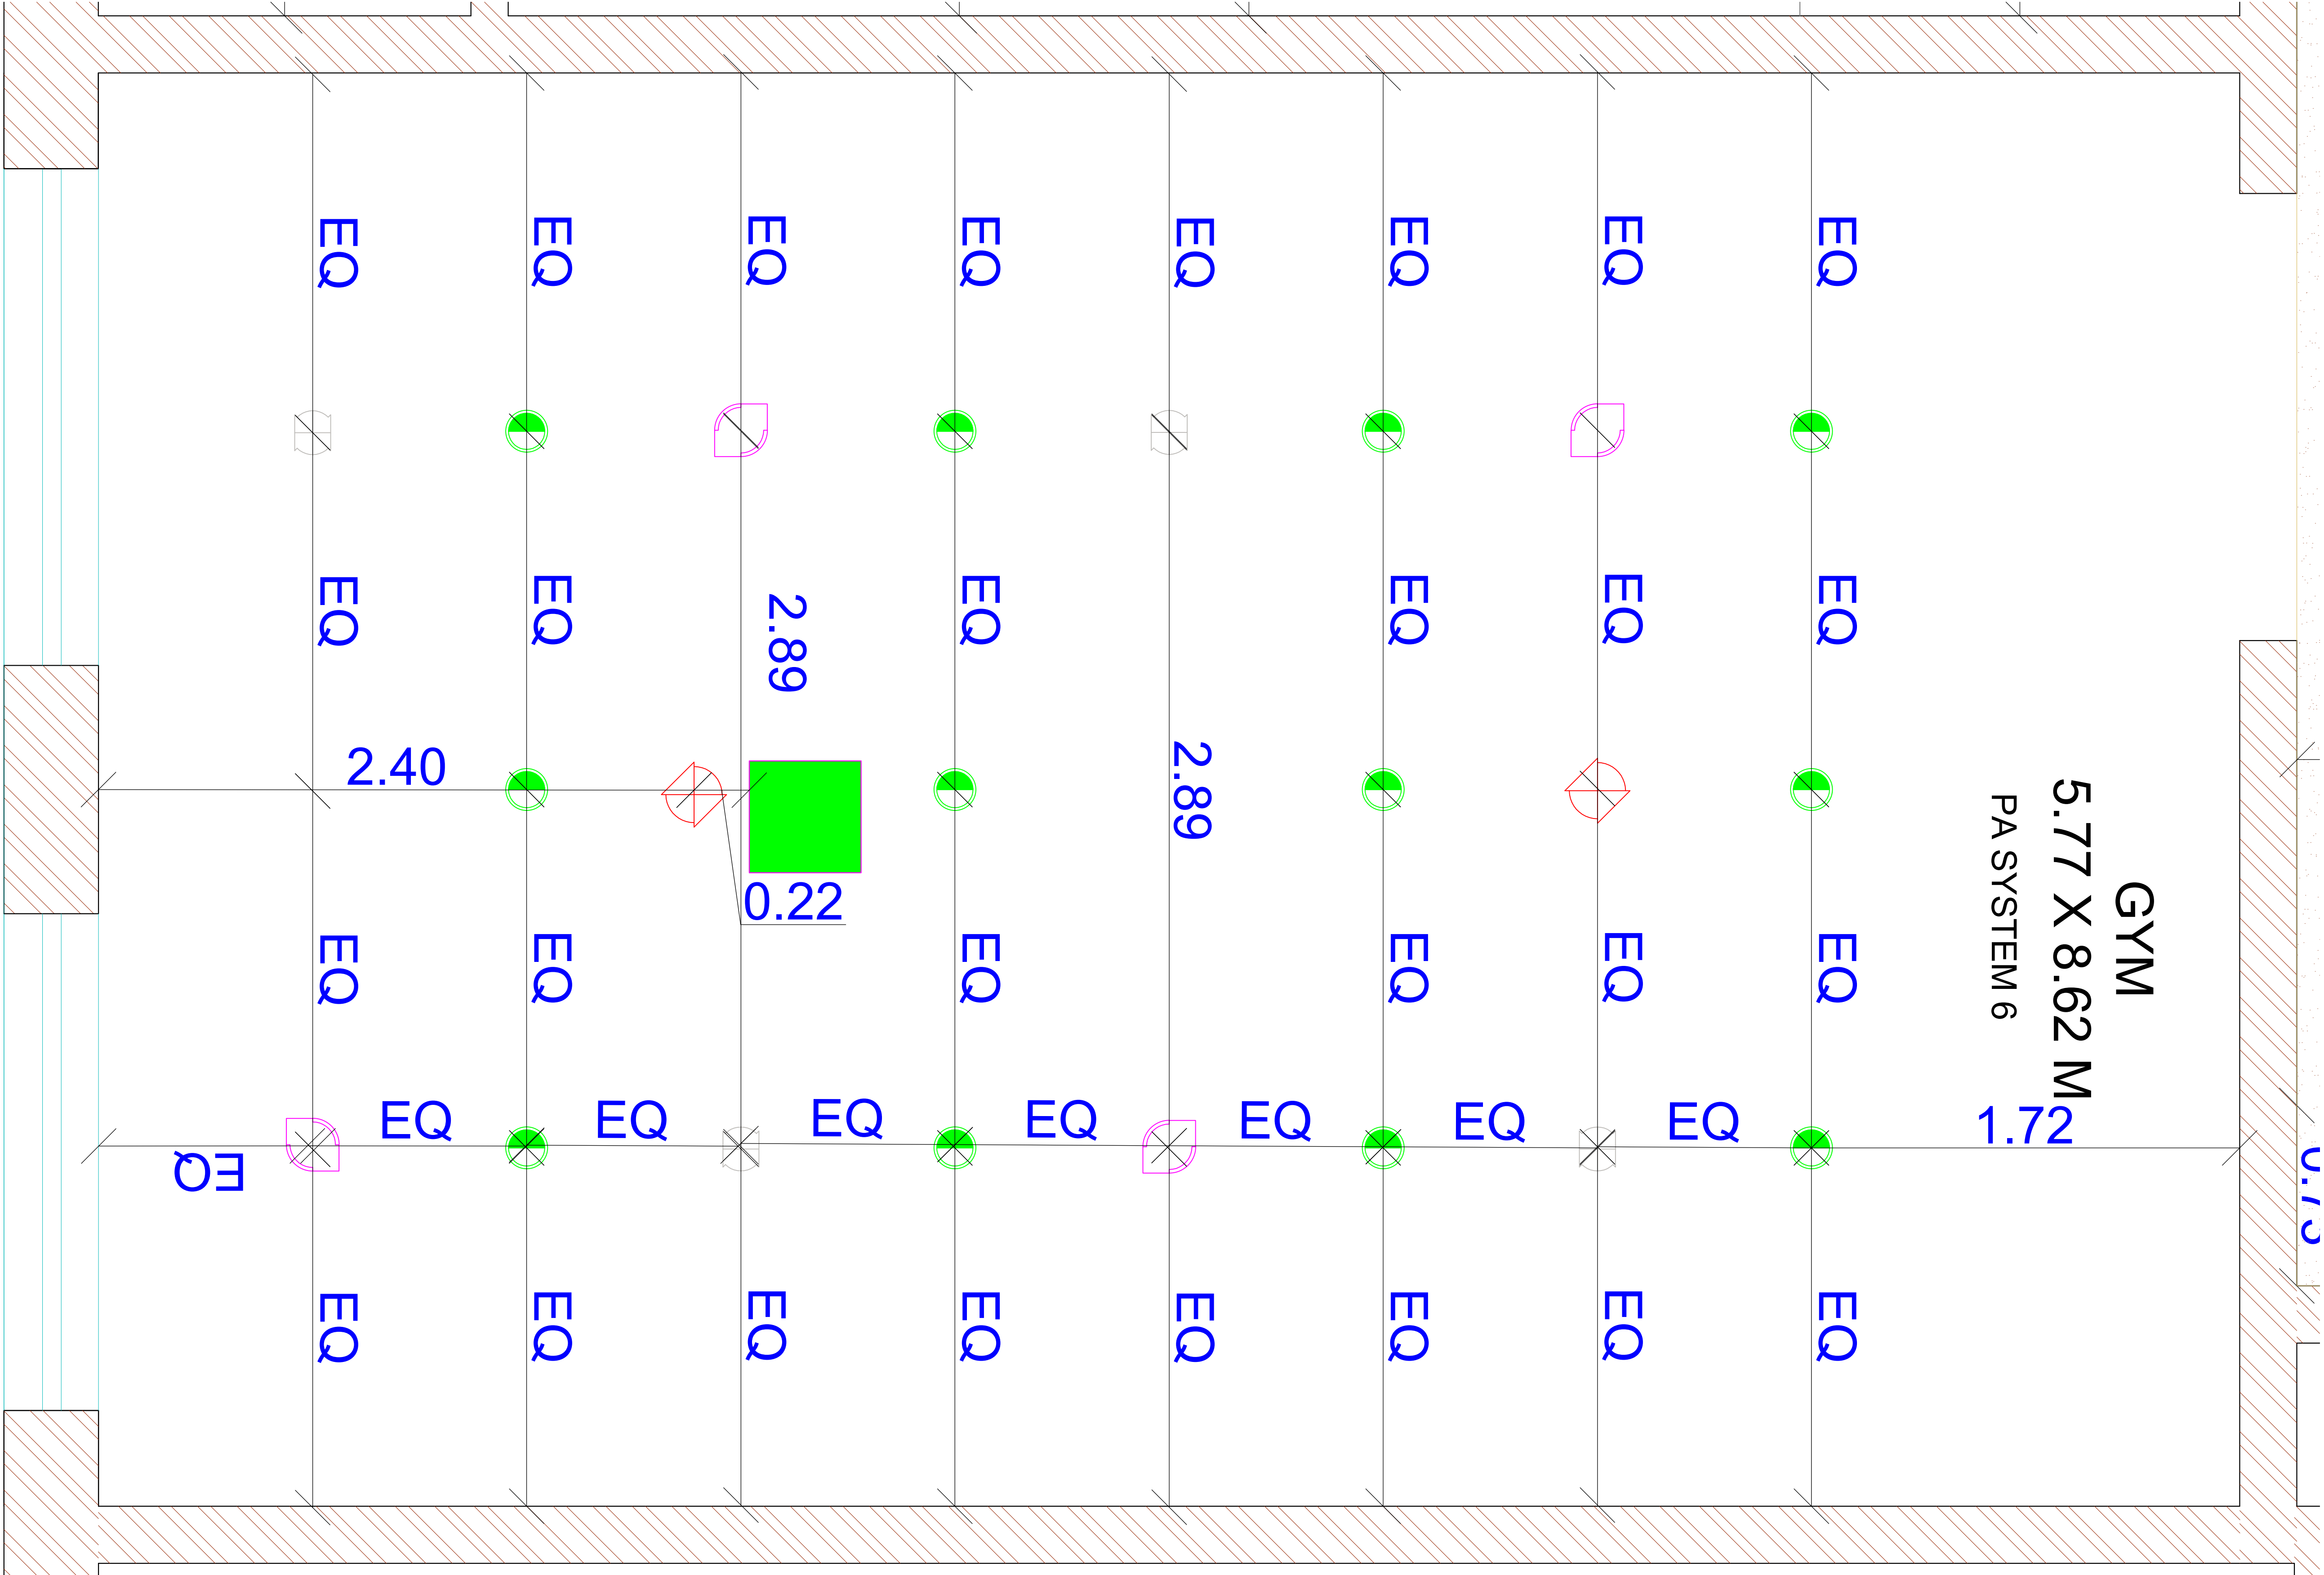 EQ EQ EQ EQ EQ EQ EQ EQ
EQ EQ 2.89 EQ EQ EQ EQ
2.40 2.89
0.22
GYM
5.77 X 8.62 M
PA SYSTEM 6
EQ EQ EQ EQ EQ EQ
EQ EQ EQ EQ EQ EQ EQ 1.72
EQ
EQ EQ EQ EQ EQ EQ EQ EQ
0.73